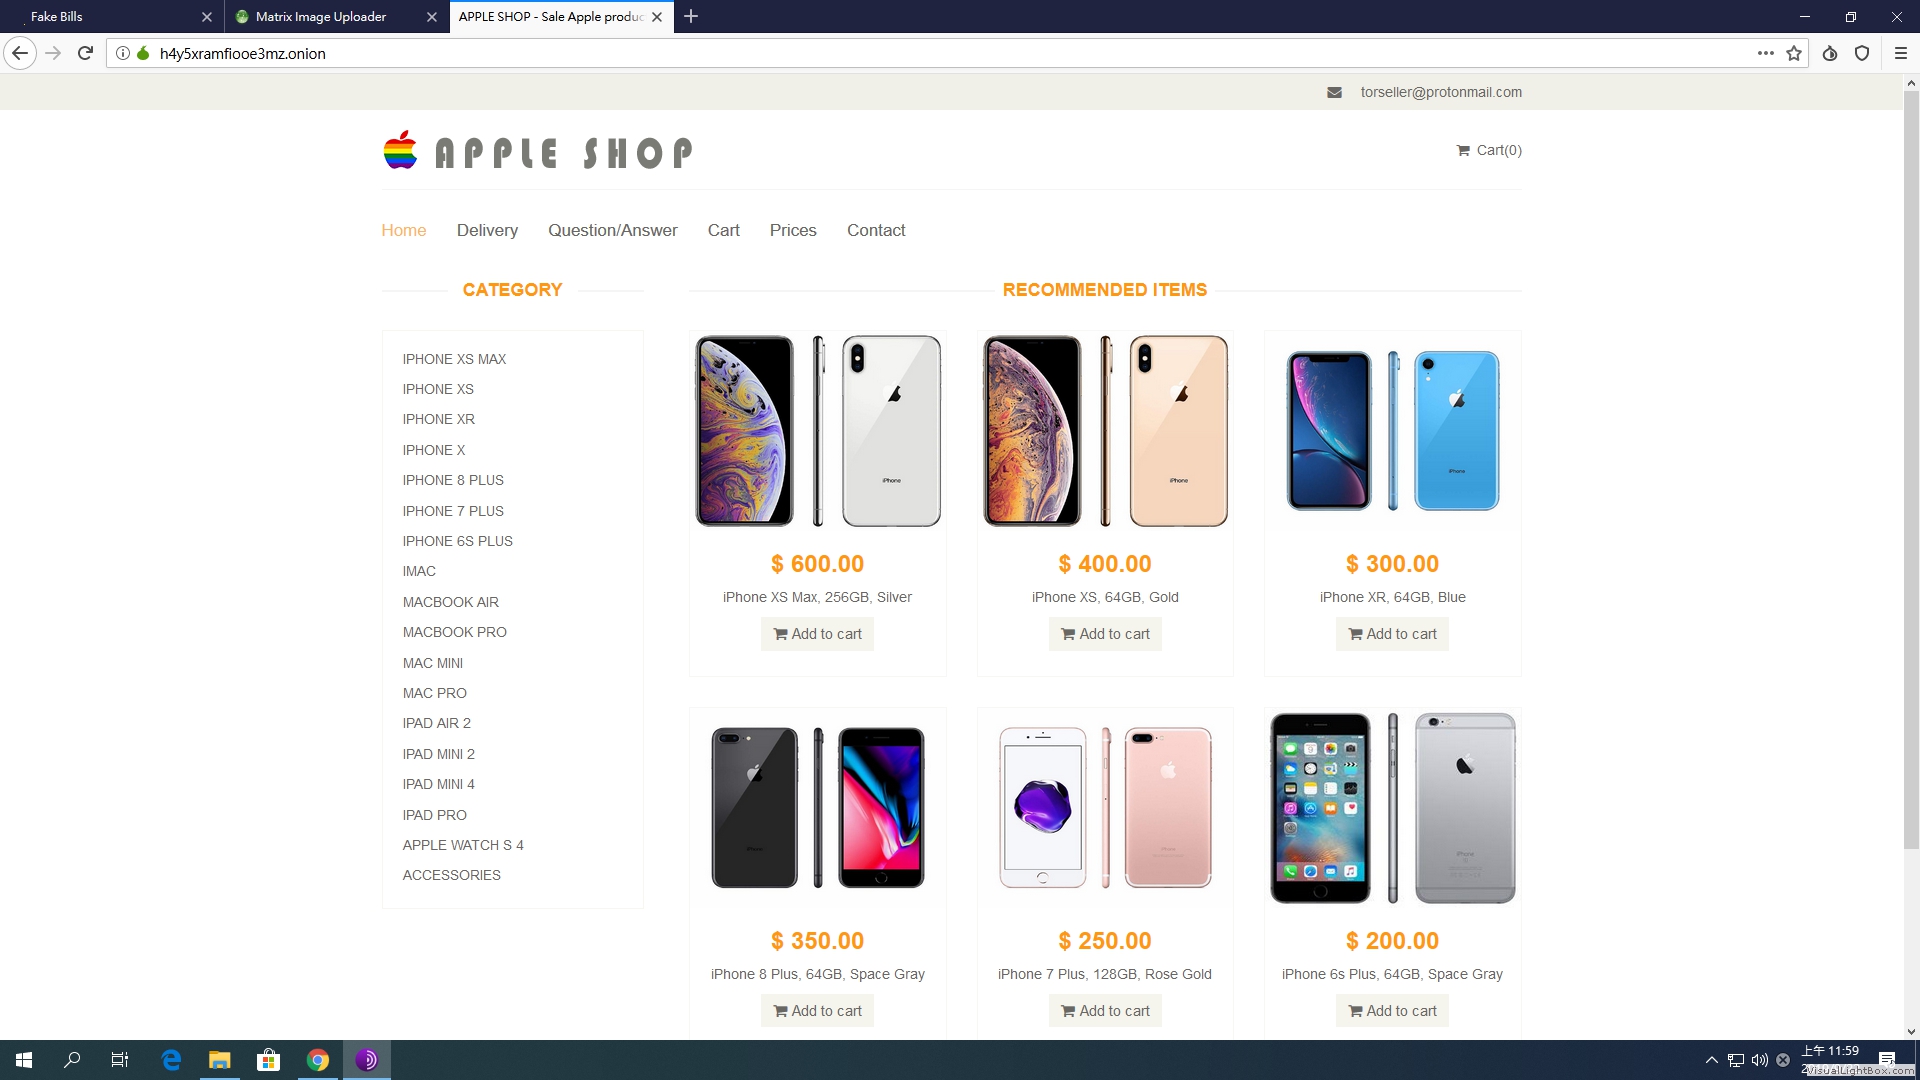 Fake Bills
Matrix Image Uploader
APPLE SHOP - Sale Apple produc
h4y5xramfiooe3mz.onion
torseller@protonmail.com
APPLE SHOP
Cart(0)
Home
Delivery
Question/Answer
Cart
Prices
Contact
CATEGORY
IPHONE XS MAX
IPHONE XS
IPHONE XR
IPHONE X
IPHONE 8 PLUS
IPHONE 7 PLUS
IPHONE 6S PLUS
IMAC
MACBOOK AIR
MACBOOK PRO
MAC MINI
MAC PRO
IPAD AIR 2
IPAD MINI 2
IPAD MINI 4
IPAD PRO
APPLE WATCH S 4
ACCESSORIES
RECOMMENDED ITEMS
iPhone
$ 600.00
iPhone XS Max, 256GB, Silver
Add to cart
iPhone
$ 400.00
iPhone XS, 64GB, Gold
Add to cart
iPhone
$ 300.00
iPhone XR, 64GB, Blue
Add to cart
$ 350.00
iPhone 8 Plus, 64GB, Space Gray
Add to cart
$ 250.00
iPhone 7 Plus, 128GB, Rose Gold
Add to cart
$ 200.00
iPhone 6s Plus, 64GB, Space Gray
Add to cart
上午 11:59
VisualLightBox.com